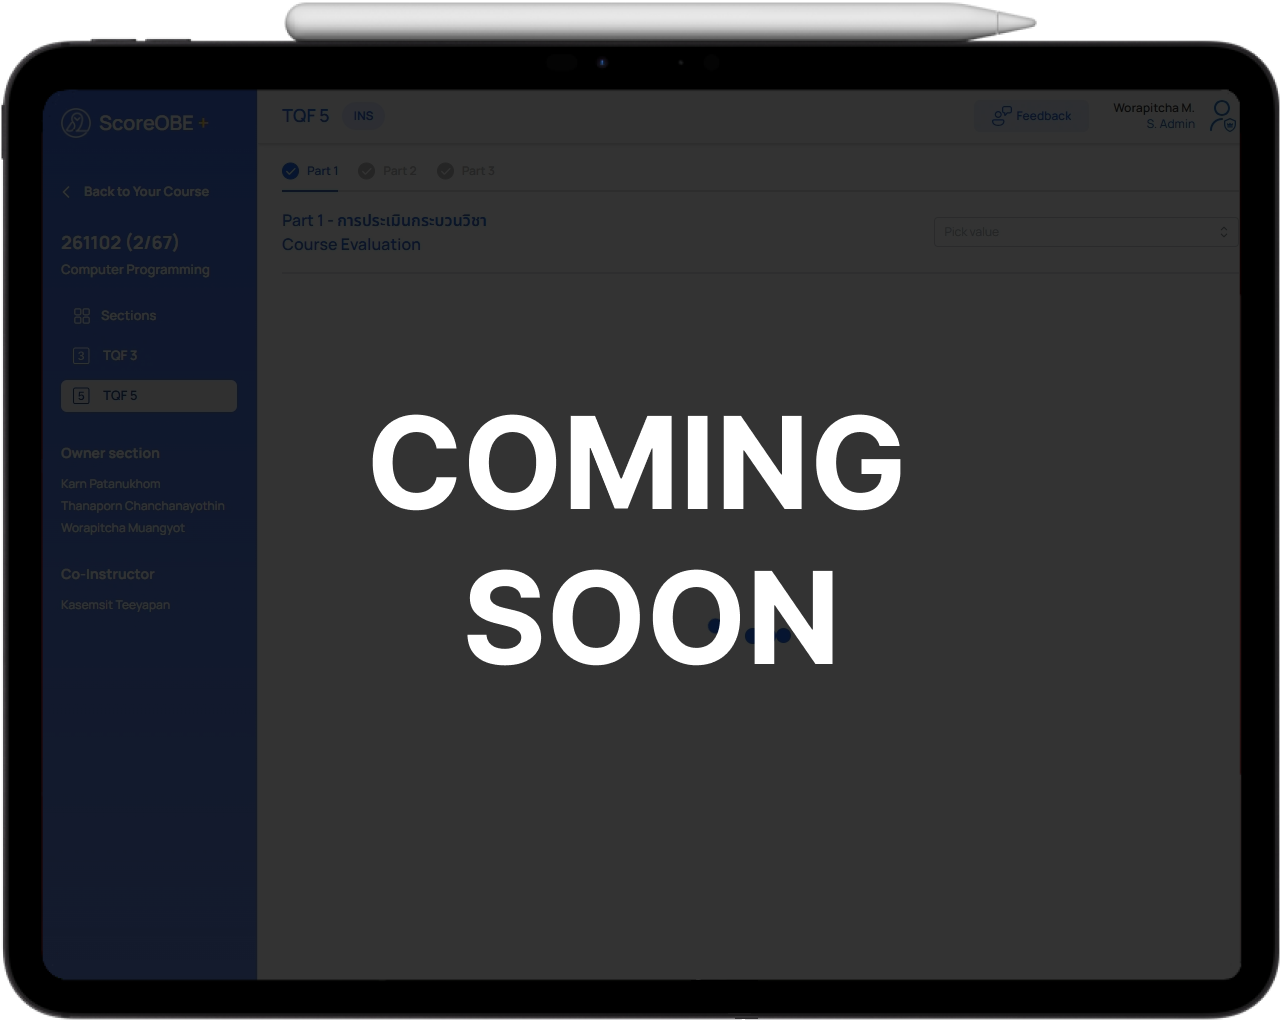 ScoreOBE +
Back to Your Course
261102 (2/67)
Computer Programming
Sections
3 TQF 3
5 TQF 5
Owner section
Karn Patanukhom
Thanaporn Chanchanayothin
Worapitcha Muangyot
Co-Instructor
Kasemsit Teeyapan
TQF 5 INS
Feedback
Worapitcha M.
S. Admin
Part 1 Part 2 Part 3
Part 1 - การประเมินกระบวนวิชา
Course Evaluation
Pick value
COMING
SOON